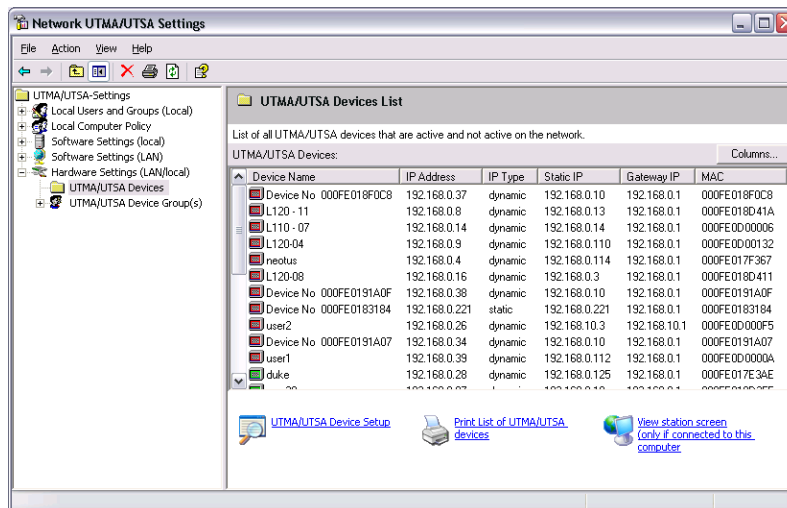 Network UTMA/UTSA Settings
File Action View Help
UTMA/UTSA-Settings
Local Users and Groups (Local)
Local Computer Policy
Software Settings (local)
Software Settings (LAN)
Hardware Settings (LAN/local)
UTMA/UTSA Devices
UTMA/UTSA Device Group(s)
UTMA/UTSA Devices List
List of all UTMA/UTSA devices that are active and not active on the network.
UTMA/UTSA Devices: Columns...
Device Name IP Address IP Type Static IP Gateway IP MAC
Device No 000FE018F0C8 192.168.0.37 dynamic 192.168.0.10 192.168.0.1 000FE018F0C8
L120 - 11 192.168.0.8 dynamic 192.168.0.13 192.168.0.1 000FE018D41A
L110 - 07 192.168.0.14 dynamic 192.168.0.14 192.168.0.1 000FE0D00006
L120-04 192.168.0.9 dynamic 192.168.0.110 192.168.0.1 000FE0D00132
neotus 192.168.0.4 dynamic 192.168.0.114 192.168.0.1 000FE017F367
L120-08 192.168.0.16 dynamic 192.168.0.3 192.168.0.1 000FE018D411
Device No 000FE0191A0F 192.168.0.38 dynamic 192.168.0.10 192.168.0.1 000FE0191A0F
Device No 000FE0183184 192.168.0.221 static 192.168.0.221 192.168.0.1 000FE0183184
user2 192.168.0.26 dynamic 192.168.10.3 192.168.10.1 000FE0D000F5
Device No 000FE0191A07 192.168.0.34 dynamic 192.168.0.10 192.168.0.1 000FE0191A07
user1 192.168.0.39 dynamic 192.168.0.112 192.168.0.1 000FE0D0000A
duke 192.168.0.28 dynamic 192.168.0.125 192.168.0.1 000FE017E3AE
UTMA/UTSA Device Setup
Print List of UTMA/UTSA
devices
View station screen
(only if connected to this
computer